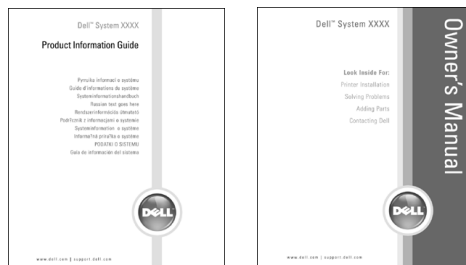 Dell™ System XXXX
Product Information Guide
Guide d'informations du système
Systeminformationshandbuch
Russian text goes here
Systeminformation
Guía de información del sistema
DELL
www.dell.com | support.dell.com
Dell™ System XXXX
Owner's Manual
Look Inside For:
Printer Installation
Solving Problems
Adding Parts
Contacting Dell
DELL
www.dell.com | support.dell.com